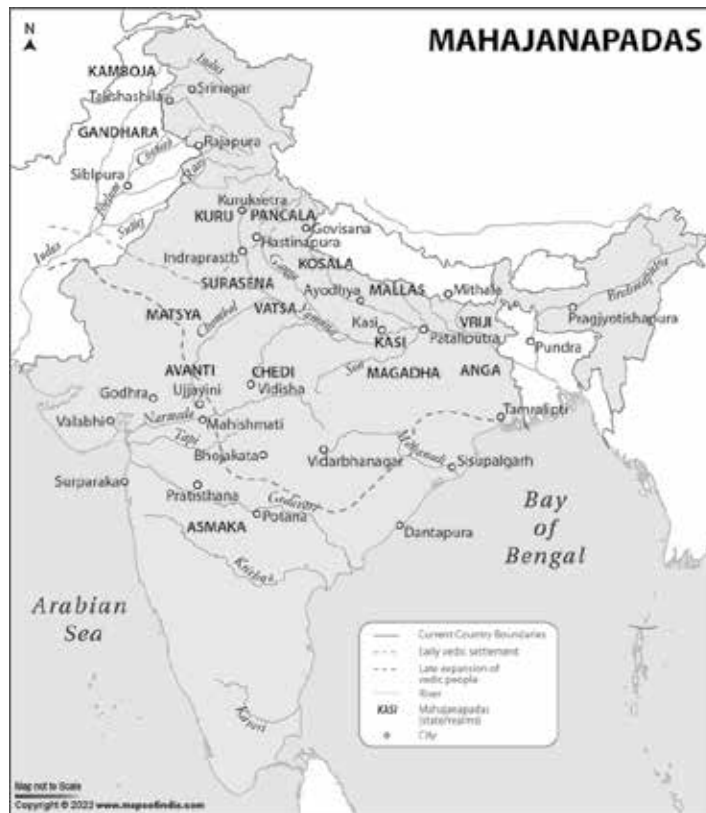 MAHAJANAPADAS
N
KAMBOJA
Indus
Srinagar
Takshashila
GANDHARA
Rajapura
Chenab
Ravi
Sibipura
Jhelum
Sutlej
Indus
Kuruksetra
KURU
PANCALA
Govisana
Hastinapura
Indraprasth
Ganga
KOSALA
SURASENA
Ayodhya
MALLAS
Mithala
Brahmaputra
MATSYA
Chambal
VATSA
Yamuna
Kasi
KASI
VRIJI
Pataliputra
Pragjyotishapura
Pundra
AVANTI
CHEDI
Son
MAGADHA
ANGA
Godhra
Ujjayini
Vidisha
Tamralipti
Valabhi
Narmada
Mahishmati
Tapi
Bhojakata
Vidarbhanagar
Mahanadi
Sisupalgarh
Surparaka
Pratisthana
Godavari
Potana
ASMAKA
Dantapura
Bay
of
Bengal
Krishna
Arabian
Sea
Current Country Boundaries
Early vedic settlement
Late expansion of
vedic people
River
KASI Mahajanapadas
(state/realms)
City
Kaveri
Map not to Scale
Copyright © 2022 www.mapsofindia.com